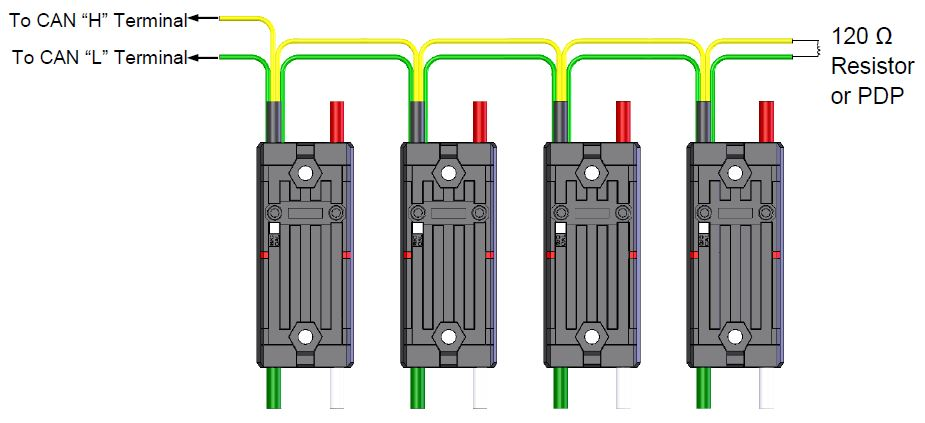 To CAN “H” Terminal
To CAN “L” Terminal
120 Ω
Resistor
or PDP